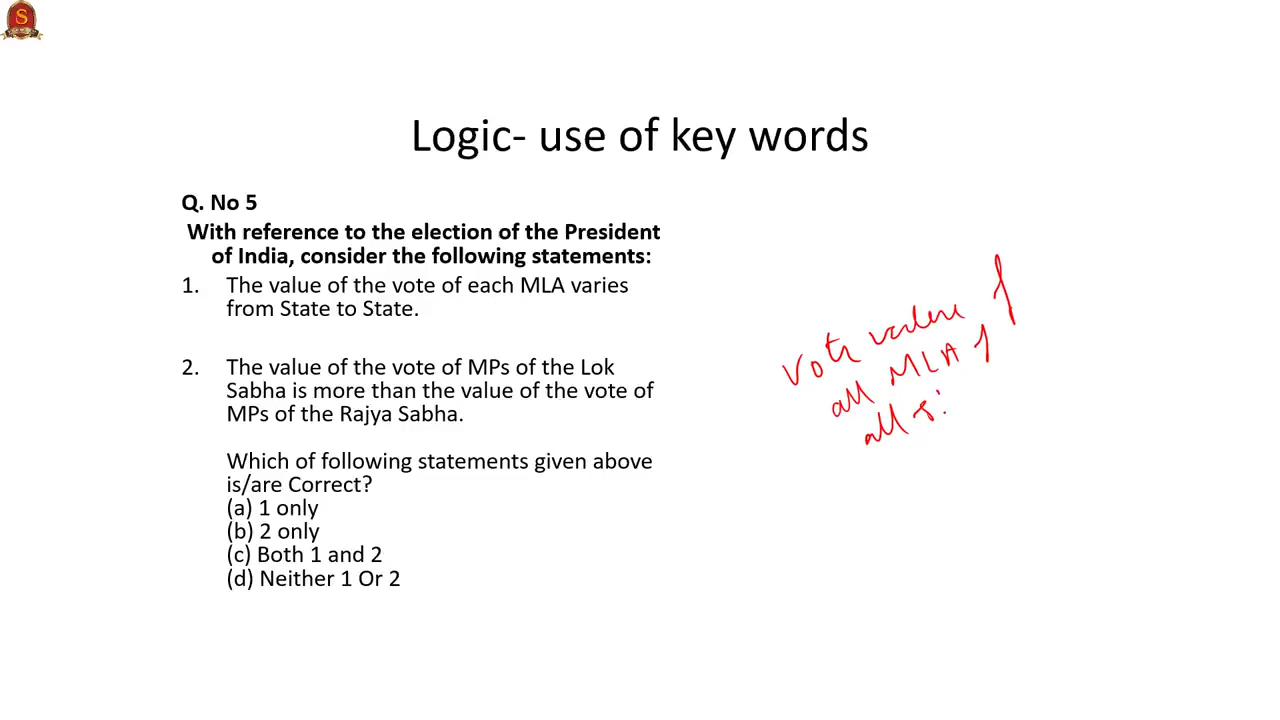 S
Logic- use of key words
Q. No 5
With reference to the election of the President
of India, consider the following statements:
1. The value of the vote of each MLA varies
from State to State.
2. The value of the vote of MPs of the Lok
Sabha is more than the value of the vote of
MPs of the Rajya Sabha.
Which of following statements given above
is/are Correct?
(a) 1 only
(b) 2 only
(c) Both 1 and 2
(d) Neither 1 Or 2
Vote value of
all MLA of
all